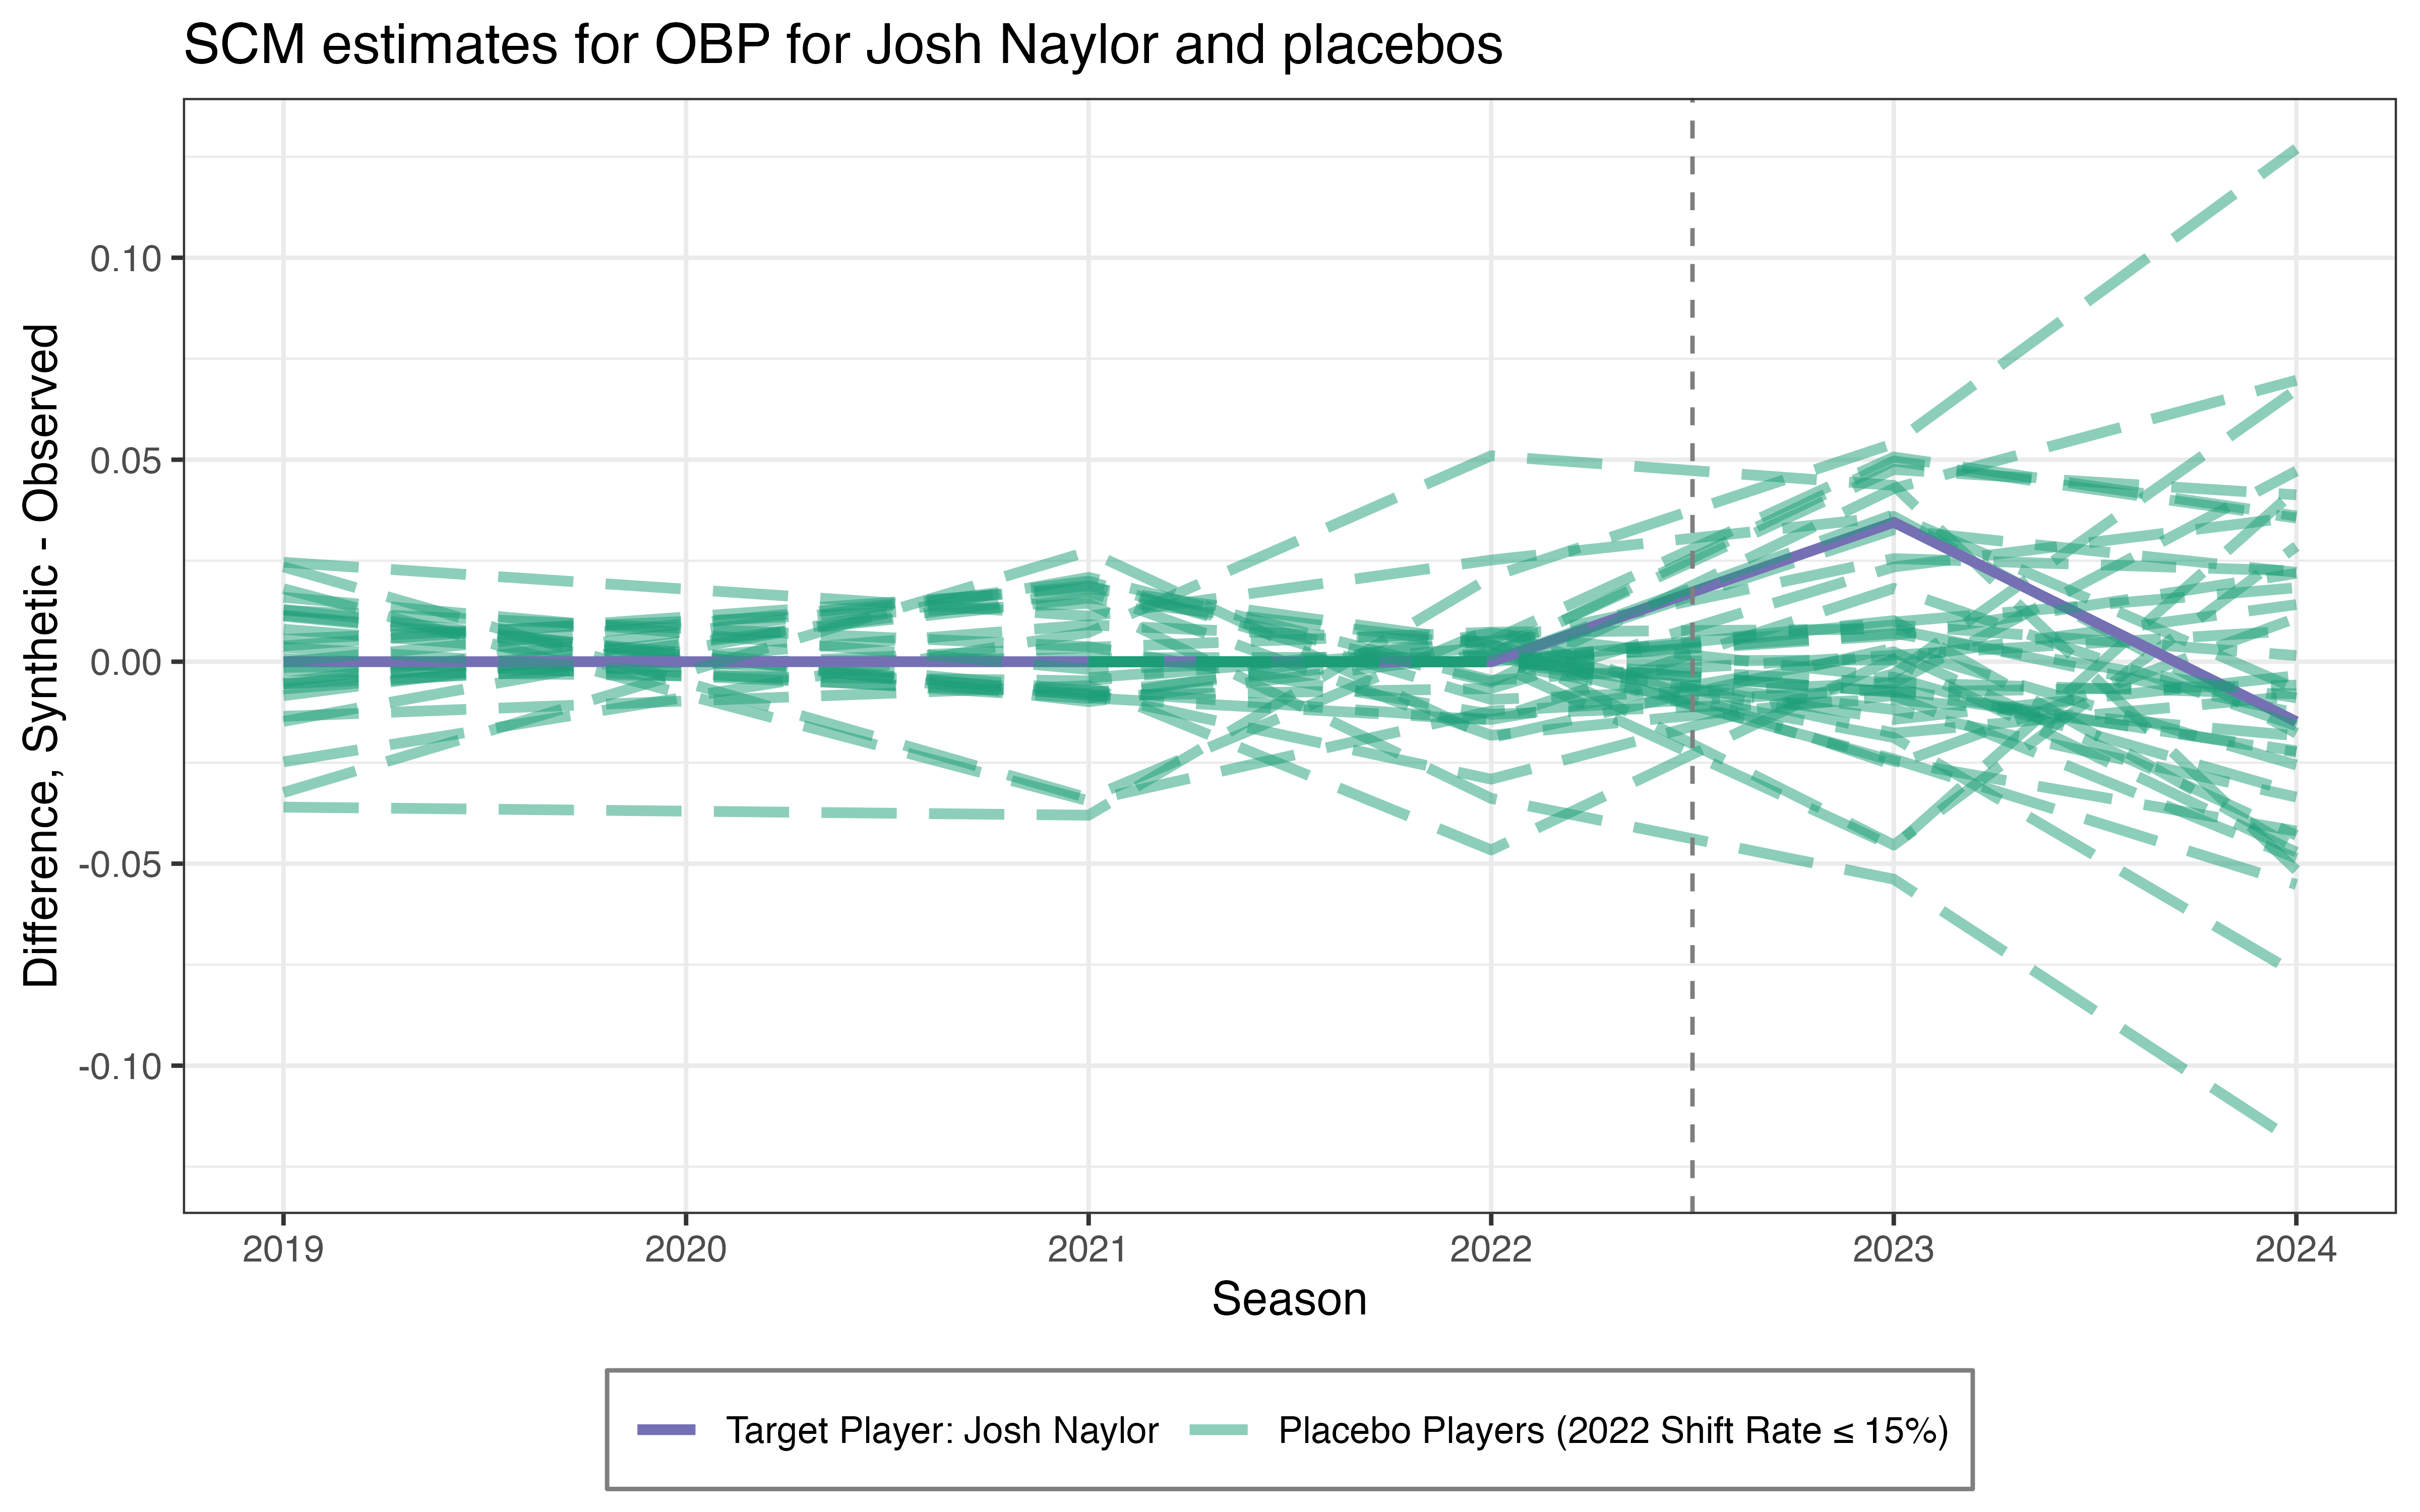 SCM estimates for OBP for Josh Naylor and placebos
Difference, Synthetic - Observed
0.10
0.05
0.00
-0.05
-0.10
2019 2020 2021 2022 2023 2024
Season
Target Player: Josh Naylor Placebo Players (2022 Shift Rate ≤ 15%)